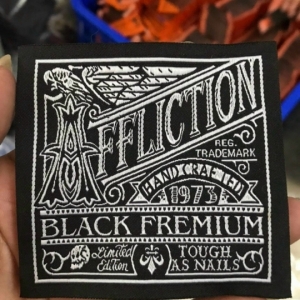 AFFLICTION
REG.
TRADEMARK
HANDCRAFTED
1973
BLACK FREMIUM
Limited
Edition
TOUGH
AS NAILS